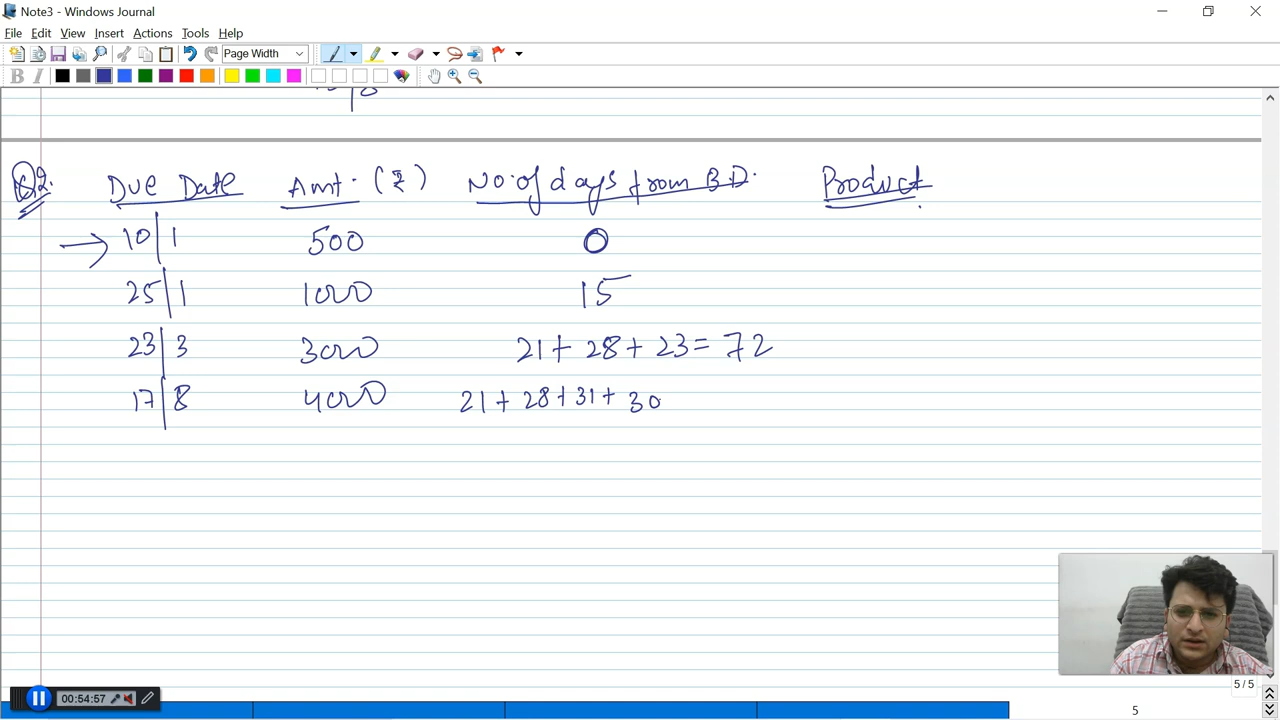 Note3 - Windows Journal
File Edit View Insert Actions Tools Help
Page Width
B I
Q2. Due Date Amt. (₹) No. of days from B.D. Product
10|1 500 0
25|1 1000 15
23|3 3000 21 + 28 + 23 = 72
17|8 4000 21 + 28 + 31 + 30
5 / 5
00:54:57
5